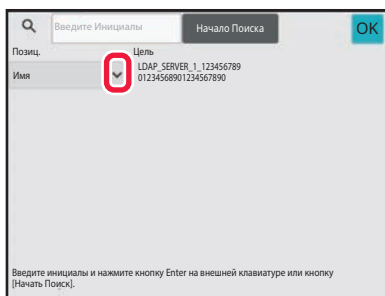 Введите Инициалы
Начало Поиска
OK
Позиц.
Цель
Имя
LDAP_SERVER_1_123456789
01234568901234567890
Введите инициалы и нажмите кнопку Enter на внешней клавиатуре или кнопку
[Начать Поиск].